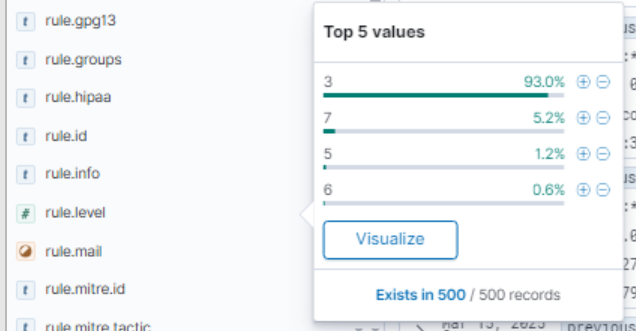 t rule.gpg13
t rule.groups
t rule.hipaa
t rule.id
t rule.info
# rule.level
rule.mail
t rule.mitre.id
t rule.mitre.tactic
Top 5 values
3 93.0%
7 5.2%
5 1.2%
6 0.6%
Visualize
Exists in 500 / 500 records
Mar 15, 2023 previous